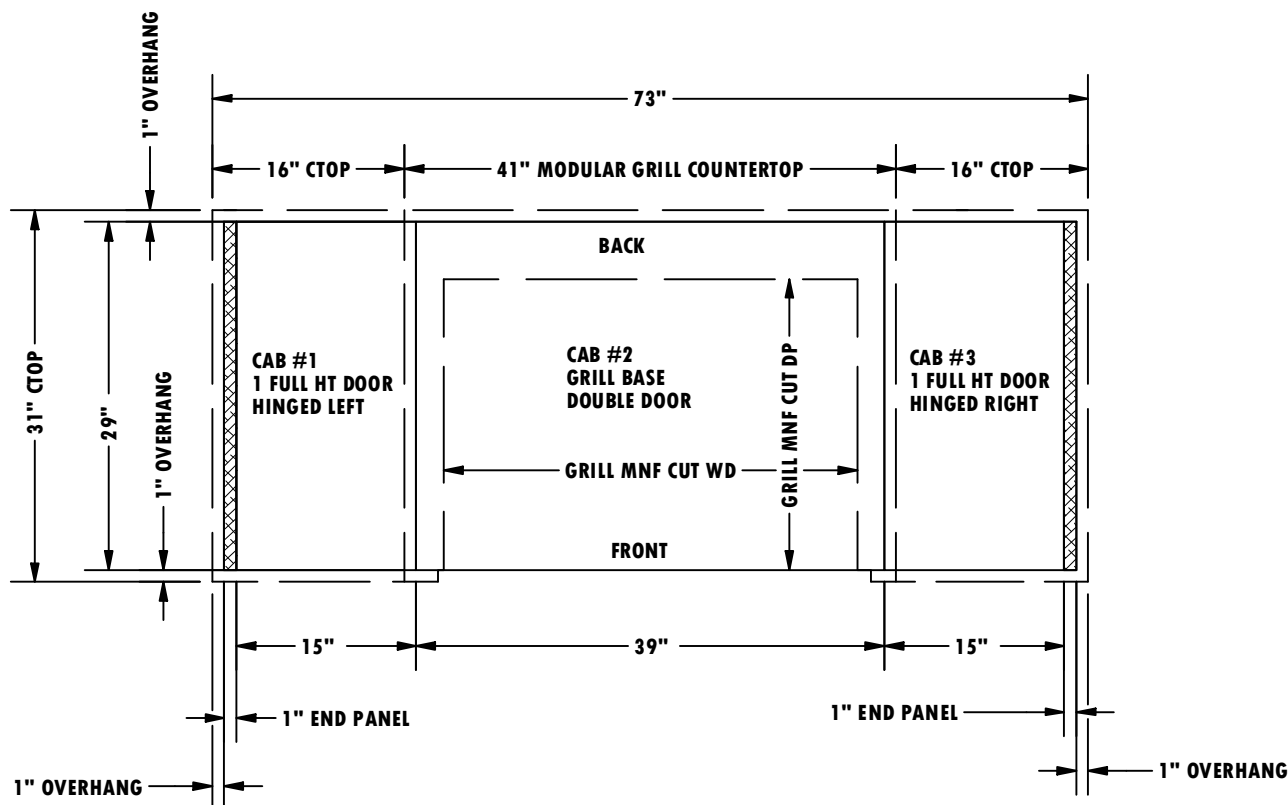 1" OVERHANG
73"
16" CTOP
41" MODULAR GRILL COUNTERTOP
16" CTOP
BACK
31" CTOP
29"
1" OVERHANG
CAB #1
1 FULL HT DOOR
HINGED LEFT
CAB #2
GRILL BASE
DOUBLE DOOR
GRILL MNF CUT DP
CAB #3
1 FULL HT DOOR
HINGED RIGHT
GRILL MNF CUT WD
FRONT
15"
39"
15"
1" END PANEL
1" END PANEL
1" OVERHANG
1" OVERHANG